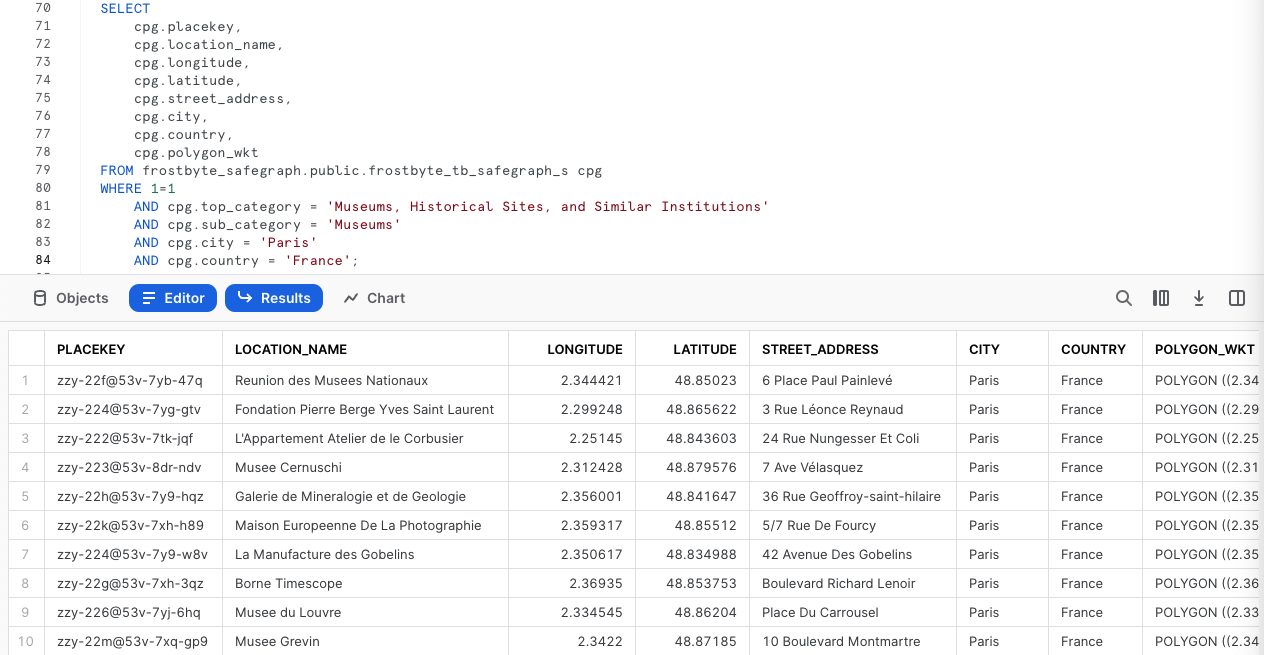 70 SELECT
71 cpg.placekey,
72 cpg.location_name,
73 cpg.longitude,
74 cpg.latitude,
75 cpg.street_address,
76 cpg.city,
77 cpg.country,
78 cpg.polygon_wkt
79 FROM frostbyte_safegraph.public.frostbyte_tb_safegraph_s cpg
80 WHERE 1=1
81 AND cpg.top_category = 'Museums, Historical Sites, and Similar Institutions'
82 AND cpg.sub_category = 'Museums'
83 AND cpg.city = 'Paris'
84 AND cpg.country = 'France';
Objects Editor Results Chart
PLACEKEY LOCATION_NAME LONGITUDE LATITUDE STREET_ADDRESS CITY COUNTRY POLYGON_WKT
1 zzy-22f@53v-7yb-47q Reunion des Musees Nationaux 2.344421 48.85023 6 Place Paul Painlevé Paris France POLYGON ((2.34
2 zzy-224@53v-7yg-gtv Fondation Pierre Berge Yves Saint Laurent 2.299248 48.865622 3 Rue Léonce Reynaud Paris France POLYGON ((2.29
3 zzy-222@53v-7tk-jqf L'Appartement Atelier de le Corbusier 2.25145 48.843603 24 Rue Nungesser Et Coli Paris France POLYGON ((2.25
4 zzy-223@53v-8dr-ndv Musee Cernuschi 2.312428 48.879576 7 Ave Vélasquez Paris France POLYGON ((2.31
5 zzy-22h@53v-7y9-hqz Galerie de Mineralogie et de Geologie 2.356001 48.841647 36 Rue Geoffroy-saint-hilaire Paris France POLYGON ((2.35
6 zzy-22k@53v-7xh-h89 Maison Europeenne De La Photographie 2.359317 48.85512 5/7 Rue De Fourcy Paris France POLYGON ((2.35
7 zzy-224@53v-7y9-w8v La Manufacture des Gobelins 2.350617 48.834988 42 Avenue Des Gobelins Paris France POLYGON ((2.35
8 zzy-22g@53v-7xh-3qz Borne Timescope 2.36935 48.853753 Boulevard Richard Lenoir Paris France POLYGON ((2.36
9 zzy-226@53v-7yj-6hq Musee du Louvre 2.334545 48.86204 Place Du Carrousel Paris France POLYGON ((2.33
10 zzy-22m@53v-7xq-gp9 Musee Grevin 2.3422 48.87185 10 Boulevard Montmartre Paris France POLYGON ((2.34